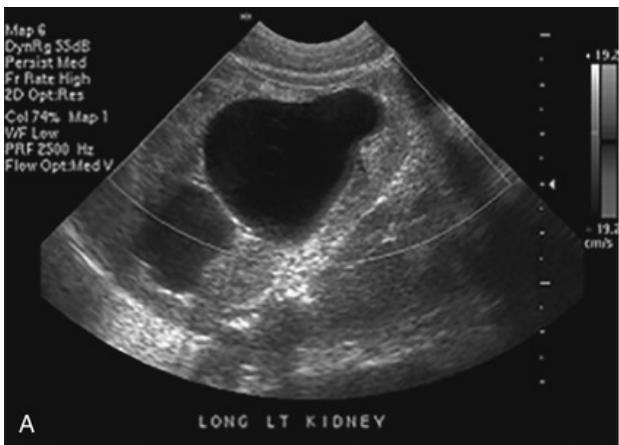 Map 6
DynRg 55dB
Persist Med
Fr Rate High
2D Opt:Res
Col 74% Map 1
WF Low
PRF 2500 Hz
Flow Opt:Med V
19.2
- 19.2
cm/s
A
LONG LT KIDNEY